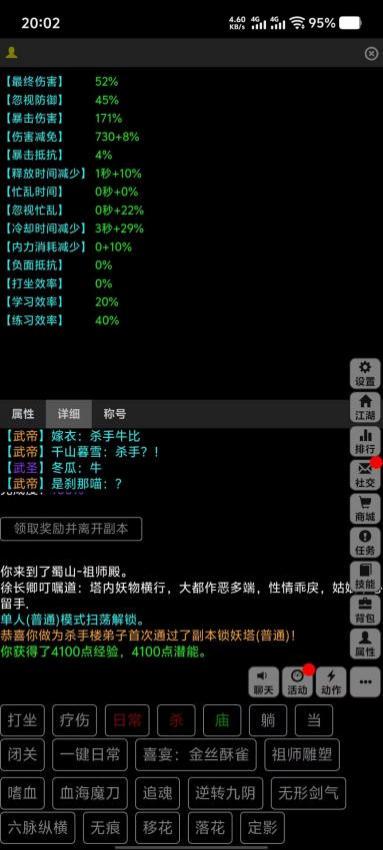 20:02
4.60 KB/s 4G 4G 95%
【最终伤害】 52%
【忽视防御】 45%
【暴击伤害】 171%
【伤害减免】 730+8%
【暴击抵抗】 4%
【释放时间减少】 1秒+10%
【忙乱时间】 0秒+0%
【忽视忙乱】 0秒+22%
【冷却时间减少】 3秒+29%
【内力消耗减少】 0+10%
【负面抵抗】 0%
【打坐效率】 0%
【学习效率】 20%
【练习效率】 40%
设置
江湖
排行
社交
商城
任务
技能
背包
属性
属性 详细 称号
【武帝】嫁衣：杀手牛比
【武帝】千山暮雪：杀手？！
【武圣】冬瓜：牛
【武帝】是刹那喵：？
领取奖励并离开副本
你来到了蜀山-祖师殿。
徐长卿叮嘱道：塔内妖物横行，大都作恶多端，性情乖戾，姑
留手.
单人(普通)模式扫荡解锁。
恭喜你做为杀手楼弟子首次通过了副本锁妖塔(普通)！
你获得了4100点经验，4100点潜能。
聊天 活动 动作
打坐 疗伤 日常 杀 庙 躺 当
闭关 一键日常 喜宴：金丝酥雀 祖师雕塑
嗜血 血海魔刀 追魂 逆转九阴 无形剑气
六脉纵横 无痕 移花 落花 定影